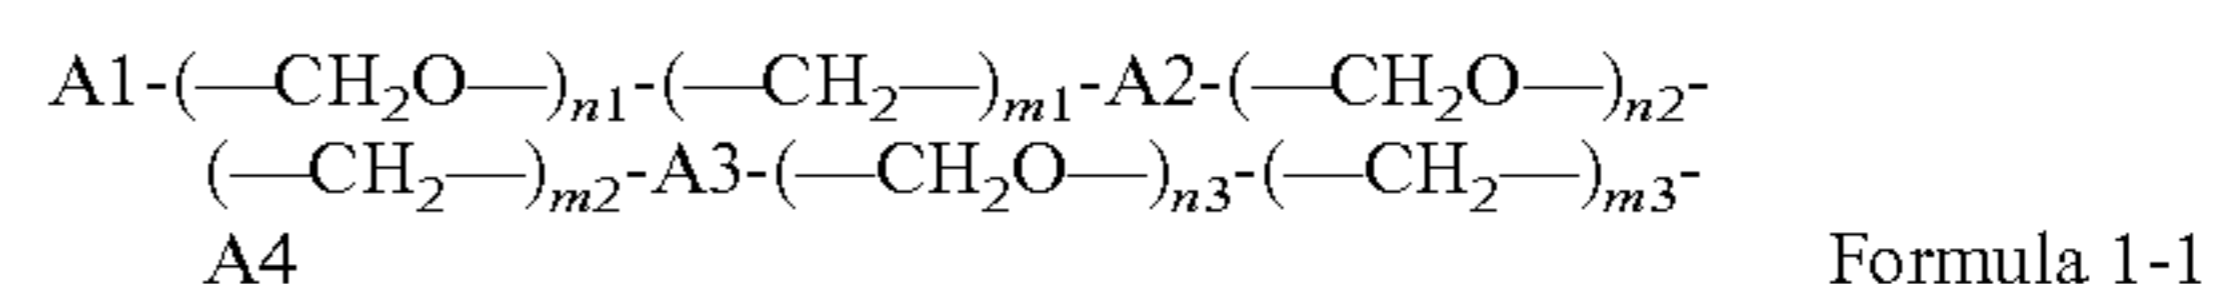 A1-(—CH₂O—)n1-(—CH₂—)m1-A2-(—CH₂O—)n2-
(—CH₂—)m2-A3-(—CH₂O—)n3-(—CH₂—)m3-
A4 Formula 1-1